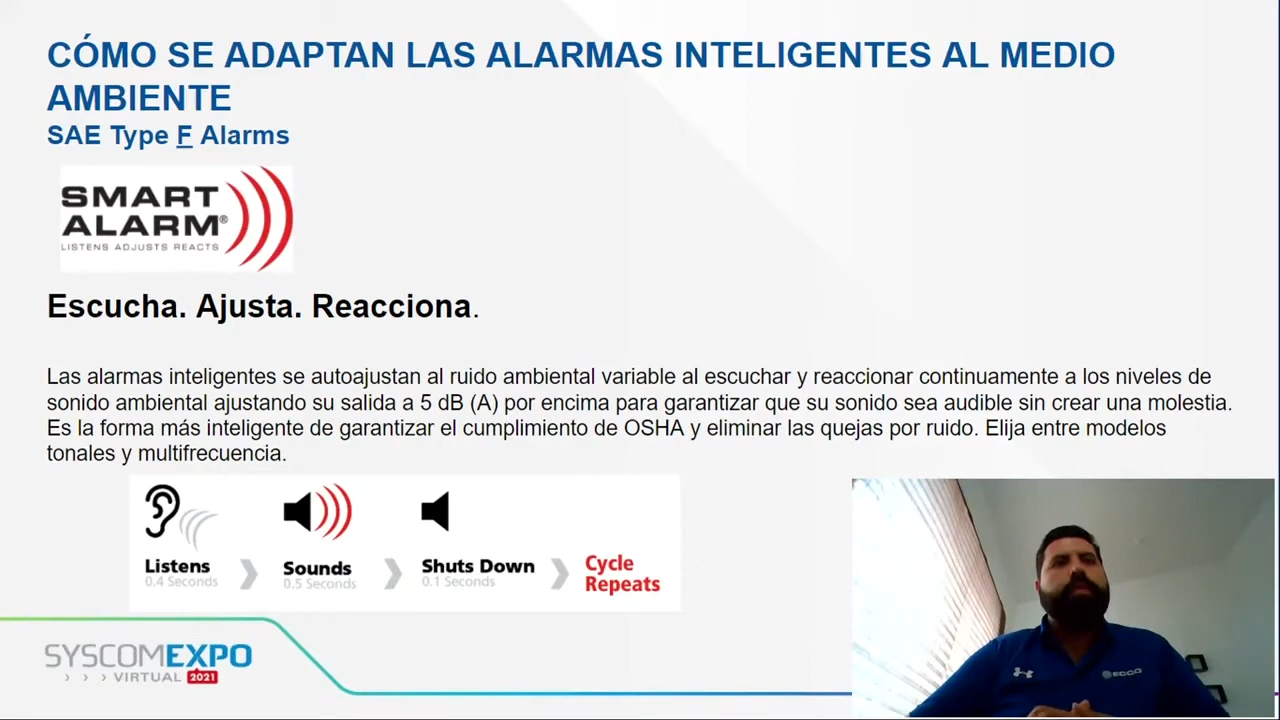 CÓMO SE ADAPTAN LAS ALARMAS INTELIGENTES AL MEDIO
AMBIENTE
SAE Type F Alarms
SMART
ALARM®
LISTENS ADJUSTS REACTS
Escucha. Ajusta. Reacciona.
Las alarmas inteligentes se autoajustan al ruido ambiental variable al escuchar y reaccionar continuamente a los niveles de
sonido ambiental ajustando su salida a 5 dB (A) por encima para garantizar que su sonido sea audible sin crear una molestia.
Es la forma más inteligente de garantizar el cumplimiento de OSHA y eliminar las quejas por ruido. Elija entre modelos
tonales y multifrecuencia.
Listens
0.4 Seconds
Sounds
0.5 Seconds
Shuts Down
0.1 Seconds
Cycle
Repeats
SYSCOMEXPO
› › › VIRTUAL 2021
ECCO